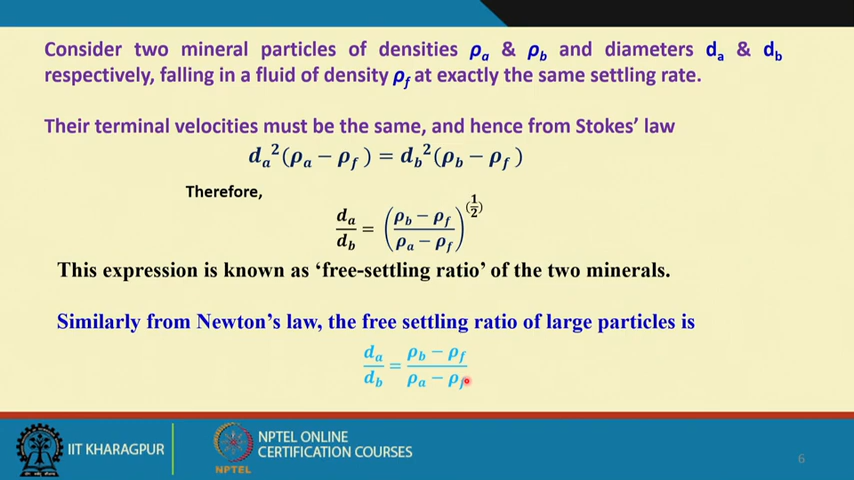 Consider two mineral particles of densities ρa & ρb and diameters da & db
respectively, falling in a fluid of density ρf at exactly the same settling rate.
Their terminal velocities must be the same, and hence from Stokes' law
da²(ρa − ρf) = db²(ρb − ρf)
Therefore,
da/db = ((ρb − ρf)/(ρa − ρf))^(1/2)
This expression is known as 'free-settling ratio' of the two minerals.
Similarly from Newton's law, the free settling ratio of large particles is
da/db = (ρb − ρf)/(ρa − ρf)
IIT KHARAGPUR
NPTEL
NPTEL ONLINE
CERTIFICATION COURSES
6